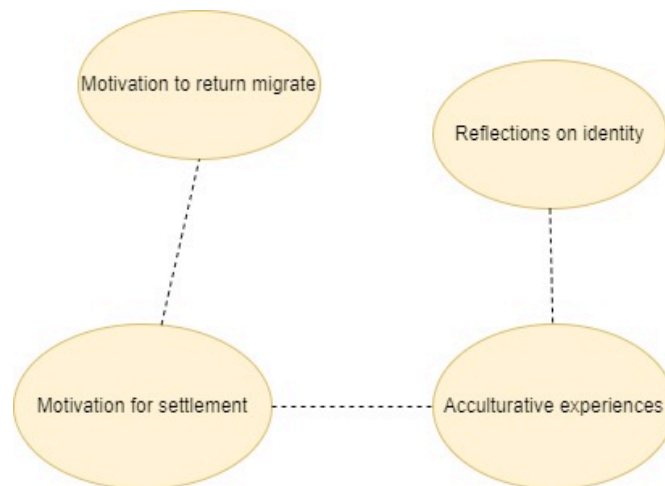 Motivation to return migrate
Reflections on identity
Motivation for settlement
Acculturative experiences